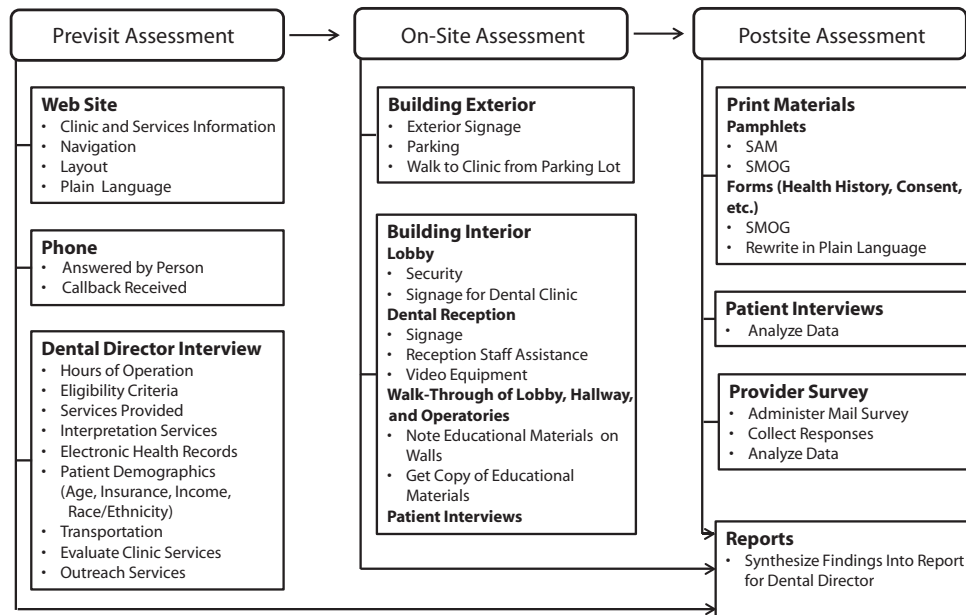 Previsit Assessment
On-Site Assessment
Postsite Assessment
Web Site
• Clinic and Services Information
• Navigation
• Layout
• Plain Language
Phone
• Answered by Person
• Callback Received
Dental Director Interview
• Hours of Operation
• Eligibility Criteria
• Services Provided
• Interpretation Services
• Electronic Health Records
• Patient Demographics
(Age, Insurance, Income,
Race/Ethnicity)
• Transportation
• Evaluate Clinic Services
• Outreach Services
Building Exterior
• Exterior Signage
• Parking
• Walk to Clinic from Parking Lot
Building Interior
Lobby
• Security
• Signage for Dental Clinic
Dental Reception
• Signage
• Reception Staff Assistance
• Video Equipment
Walk-Through of Lobby, Hallway,
and Operatories
• Note Educational Materials on
Walls
• Get Copy of Educational
Materials
Patient Interviews
Print Materials
Pamphlets
• SAM
• SMOG
Forms (Health History, Consent,
etc.)
• SMOG
• Rewrite in Plain Language
Patient Interviews
• Analyze Data
Provider Survey
• Administer Mail Survey
• Collect Responses
• Analyze Data
Reports
• Synthesize Findings Into Report
for Dental Director